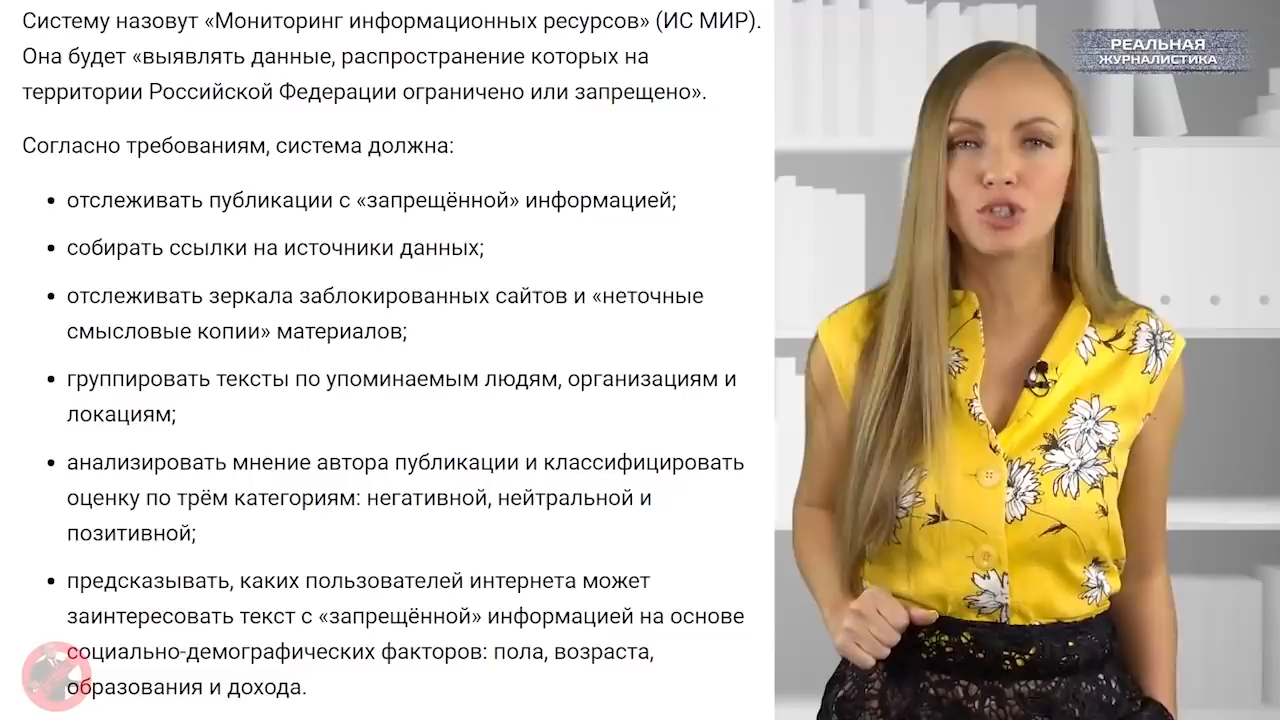 Систему назовут «Мониторинг информационных ресурсов» (ИС МИР).
Она будет «выявлять данные, распространение которых на
территории Российской Федерации ограничено или запрещено».
Согласно требованиям, система должна:
• отслеживать публикации с «запрещённой» информацией;
• собирать ссылки на источники данных;
• отслеживать зеркала заблокированных сайтов и «неточные
смысловые копии» материалов;
• группировать тексты по упоминаемым людям, организациям и
локациям;
• анализировать мнение автора публикации и классифицировать
оценку по трём категориям: негативной, нейтральной и
позитивной;
• предсказывать, каких пользователей интернета может
заинтересовать текст с «запрещённой» информацией на основе
социально-демографических факторов: пола, возраста,
образования и дохода.
РЕАЛЬНАЯ
ЖУРНАЛИСТИКА